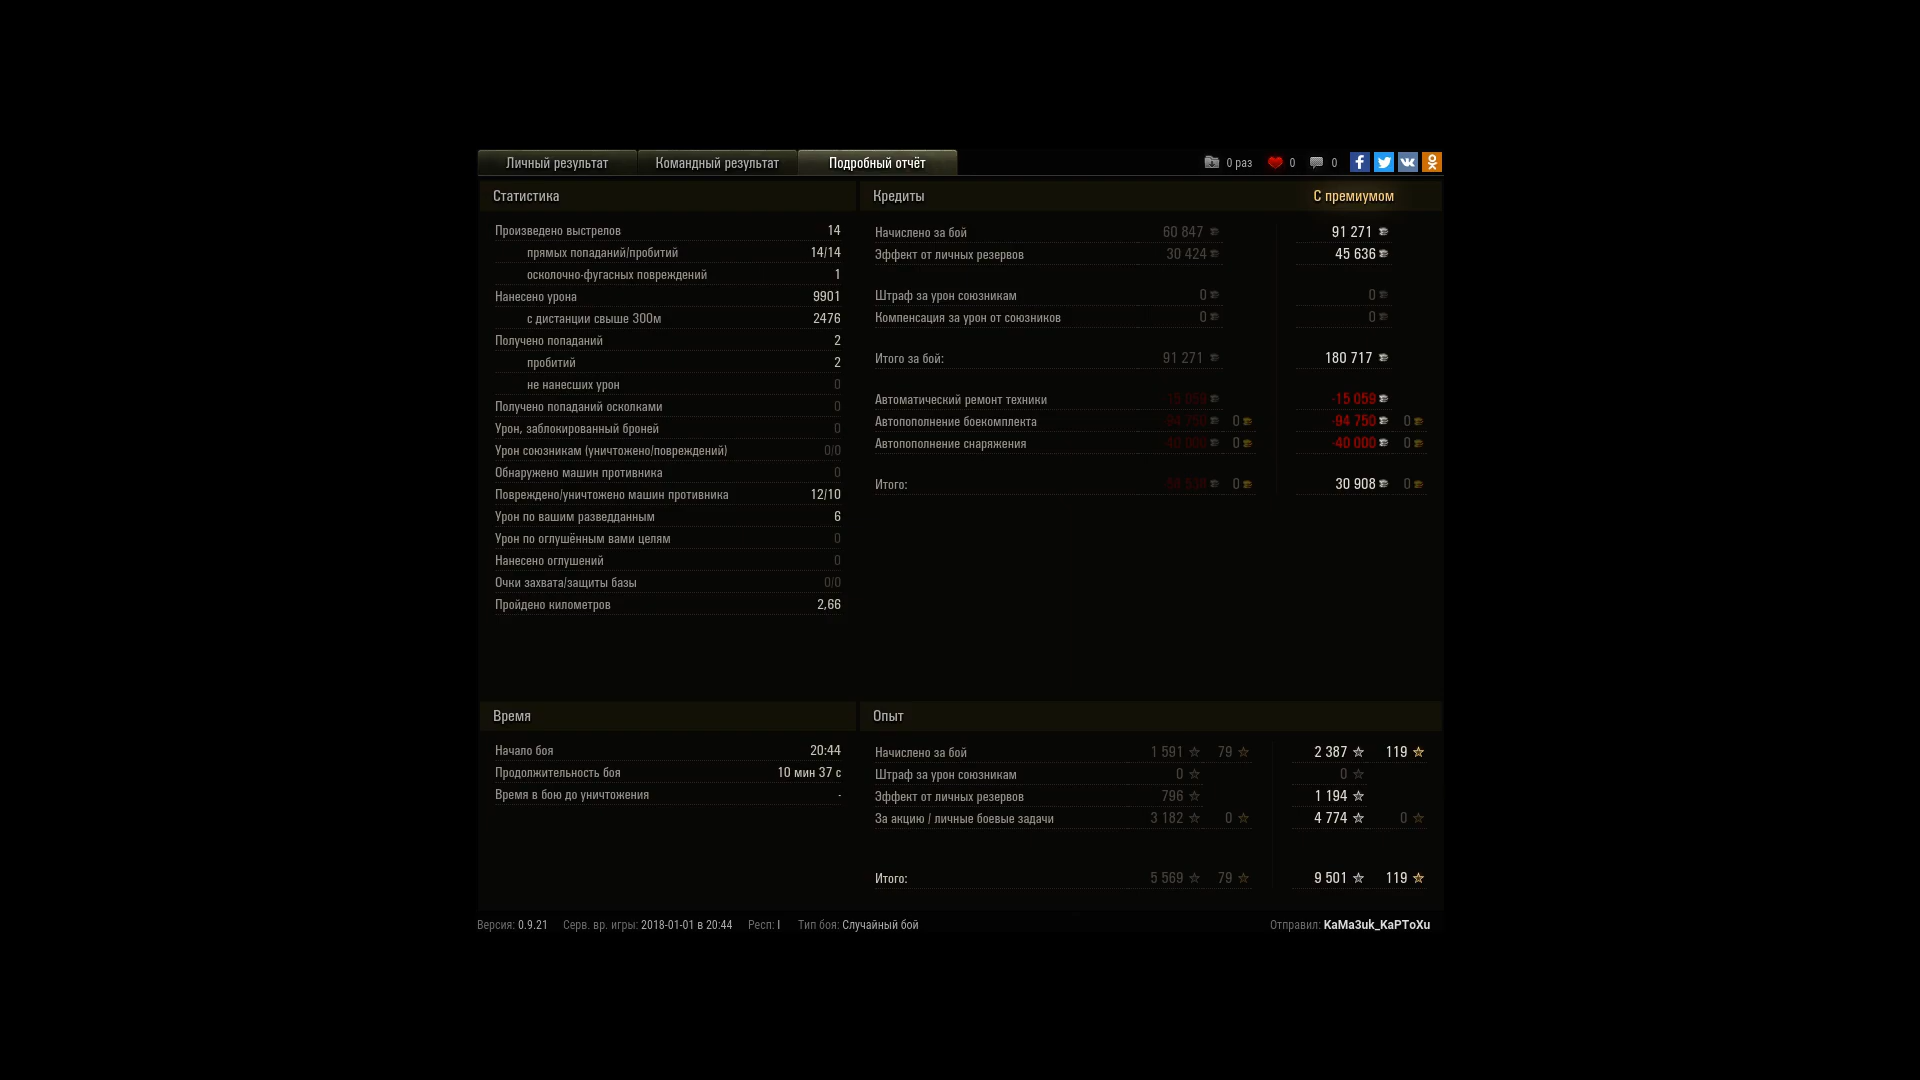 Личный результат Командный результат Подробный отчёт 0 раз 0 0
Статистика
Произведено выстрелов 14
прямых попаданий/пробитий 14/14
осколочно-фугасных повреждений 1
Нанесено урона 9901
с дистанции свыше 300м 2476
Получено попаданий 2
пробитий 2
не нанесших урон 0
Получено попаданий осколками 0
Урон, заблокированный броней 0
Урон союзникам (уничтожено/повреждений) 0/0
Обнаружено машин противника 0
Повреждено/уничтожено машин противника 12/10
Урон по вашим разведданным 6
Урон по оглушённым вами целям 0
Нанесено оглушений 0
Очки захвата/защиты базы 0/0
Пройдено километров 2,66
Кредиты С премиумом
Начислено за бой 60 847 91 271
Эффект от личных резервов 30 424 45 636
Штраф за урон союзникам 0 0
Компенсация за урон от союзников 0 0
Итого за бой: 91 271 180 717
Автоматический ремонт техники -15 059 -15 059
Автопополнение боекомплекта -94 750 0 -94 750 0
Автопополнение снаряжения -40 000 0 -40 000 0
Итого: 0 30 908 0
Время
Начало боя 20:44
Продолжительность боя 10 мин 37 с
Время в бою до уничтожения -
Опыт
Начислено за бой 1 591 79 2 387 119
Штраф за урон союзникам 0 0
Эффект от личных резервов 796 1 194
За акцию / личные боевые задачи 3 182 0 4 774 0
Итого: 5 569 79 9 501 119
Версия: 0.9.21 Серв. вр. игры: 2018-01-01 в 20:44 Респ: I Тип боя: Случайный бой Отправил: KaMa3uk_KaPToXu